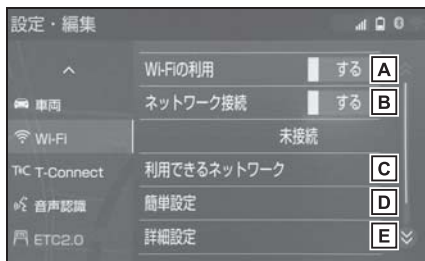 設定・編集
Wi-Fiの利用 する A
車両 ネットワーク接続 する B
Wi-Fi 未接続
T-Connect 利用できるネットワーク C
音声認識 簡単設定 D
ETC2.0 詳細設定 E